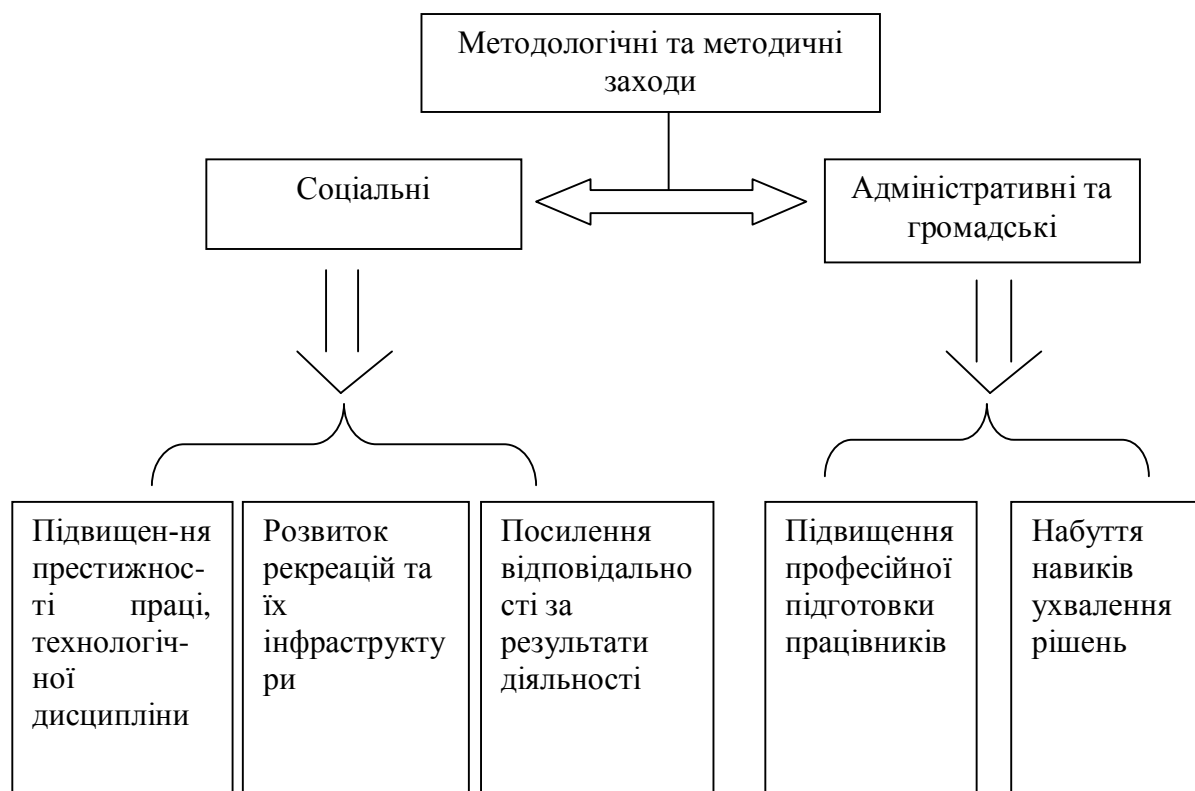 Методологічні та методичні
заходи
Соціальні
Адміністративні та
громадські
Підвищен-ня
престижнос-
ті праці,
технологіч-
ної
дисципліни
Розвиток
рекреацій та
їх
інфраструкту
ри
Посилення
відповідально
сті за
результати
діяльності
Підвищення
професійної
підготовки
працівників
Набуття
навиків
ухвалення
рішень